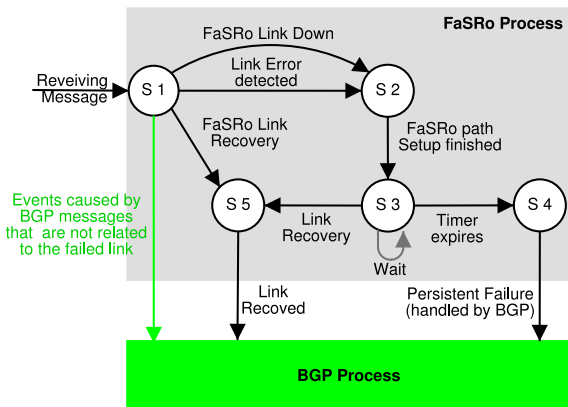 FaSRo Process
FaSRo Link Down
Link Error
detected
Reveiving
Message
S 1
S 2
FaSRo Link
Recovery
FaSRo path
Setup finished
Events caused by
BGP messages
that are not related
to the failed link
S 5
S 3
S 4
Link
Recovery
Timer
expires
Wait
Link
Recoved
Persistent Failure
(handled by BGP)
BGP Process